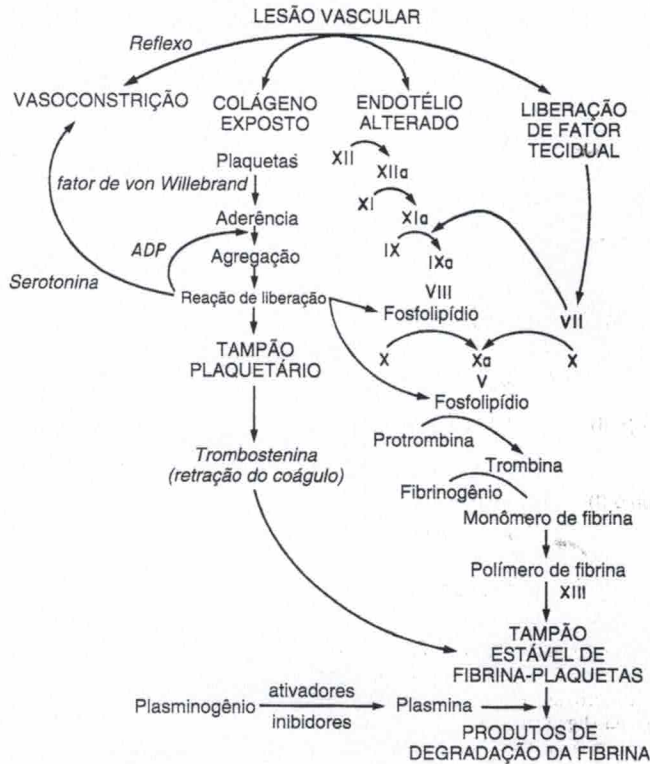 LESÃO VASCULAR
Reflexo
VASOCONSTRIÇÃO
COLÁGENO
EXPOSTO
ENDOTÉLIO
ALTERADO
LIBERAÇÃO
DE FATOR
TECIDUAL
Plaquetas
fator de von Willebrand
Aderência
ADP
Agregação
Serotonina
Reação de liberação
TAMPÃO
PLAQUETÁRIO
Trombostenina
(retração do coágulo)
XII
XIIa
XI
XIa
IX
IXa
VIII
Fosfolipídio
VII
X
Xa
X
V
Fosfolipídio
Protrombina
Trombina
Fibrinogênio
Monômero de fibrina
Polímero de fibrina
XIII
TAMPÃO
ESTÁVEL DE
FIBRINA-PLAQUETAS
Plasminogênio
ativadores
inibidores
Plasmina
PRODUTOS DE
DEGRADAÇÃO DA FIBRINA